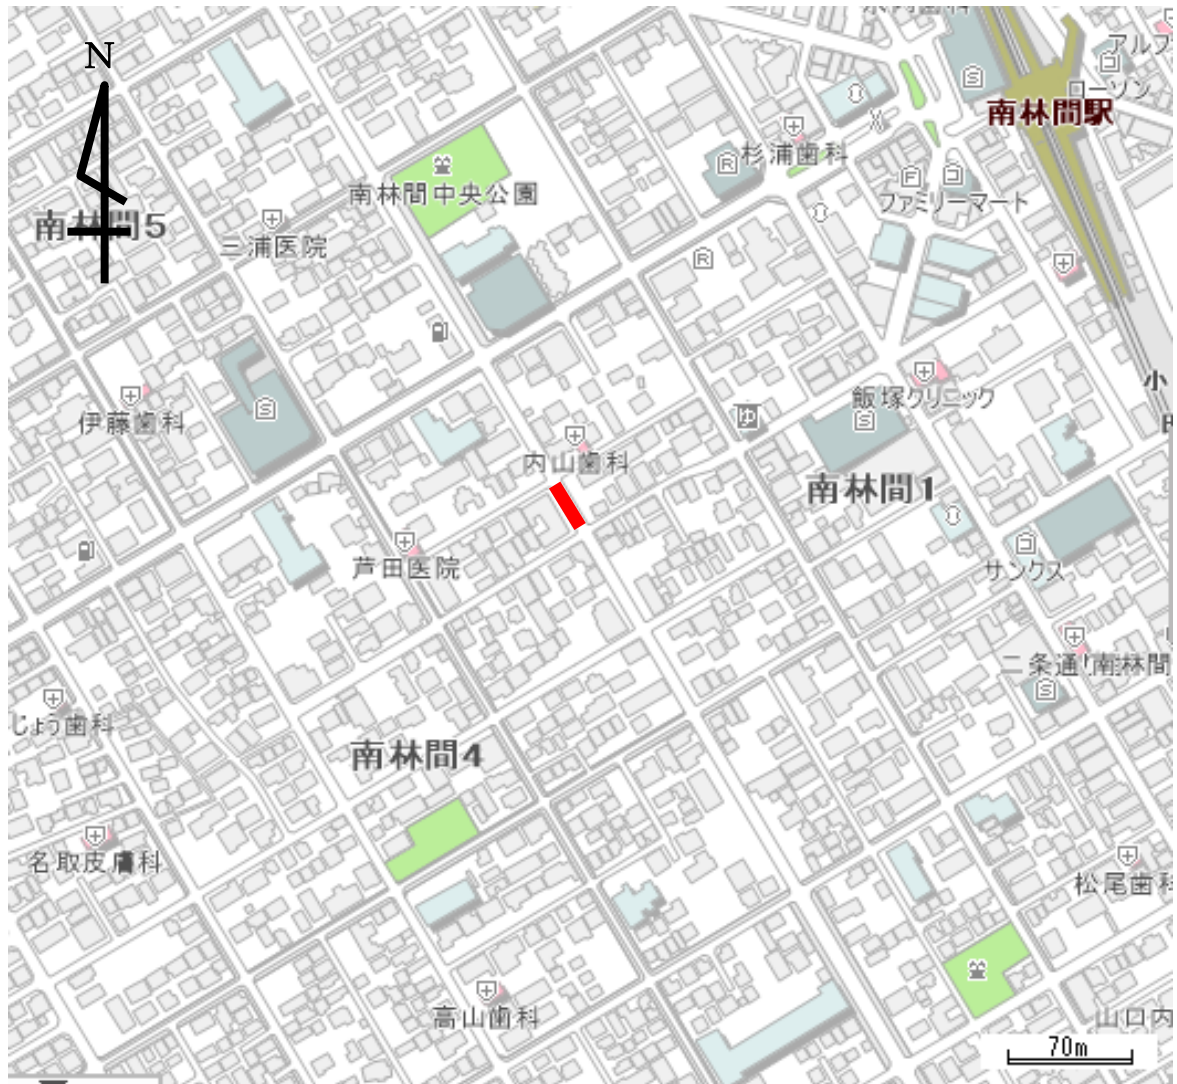 N
アルフ
ローソン
南林間駅
杉浦歯科
南林間中央公園
ファミリーマート
南林間5
三浦医院
小
伊藤歯科
飯塚クリニック
内山歯科
南林間1
芦田医院
サンクス
二条通り南林間
じょう歯科
南林間4
名取皮膚科
松尾歯科
高山歯科
山口内
70m